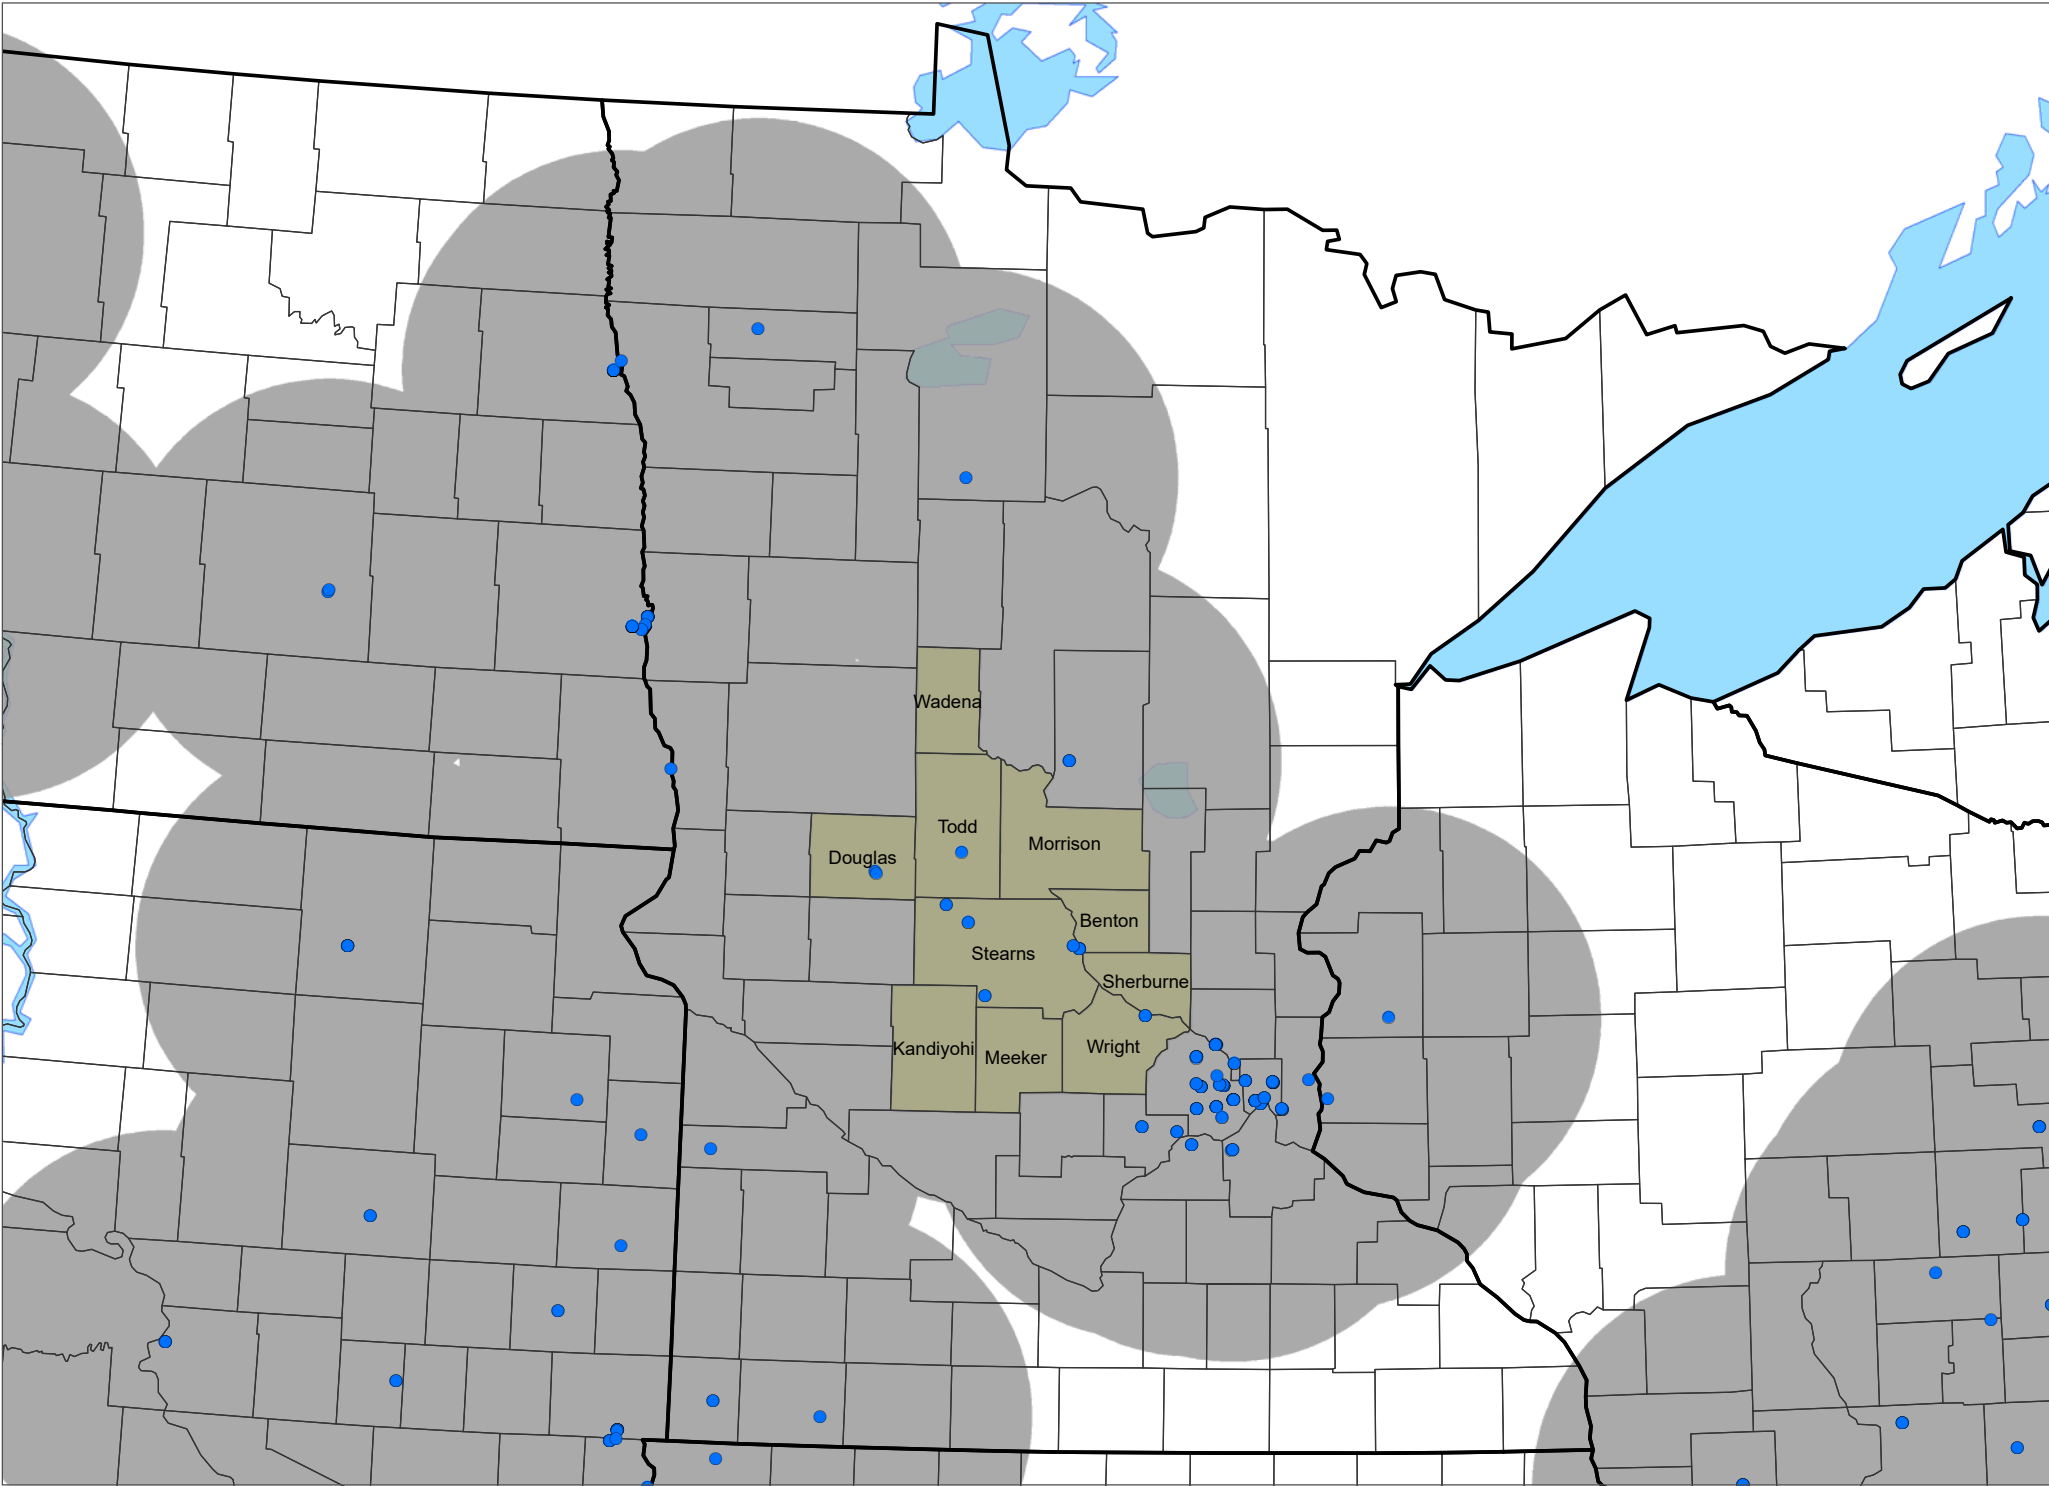 Wadena
Todd
Morrison
Douglas
Benton
Stearns
Sherburne
Kandiyohi
Meeker
Wright